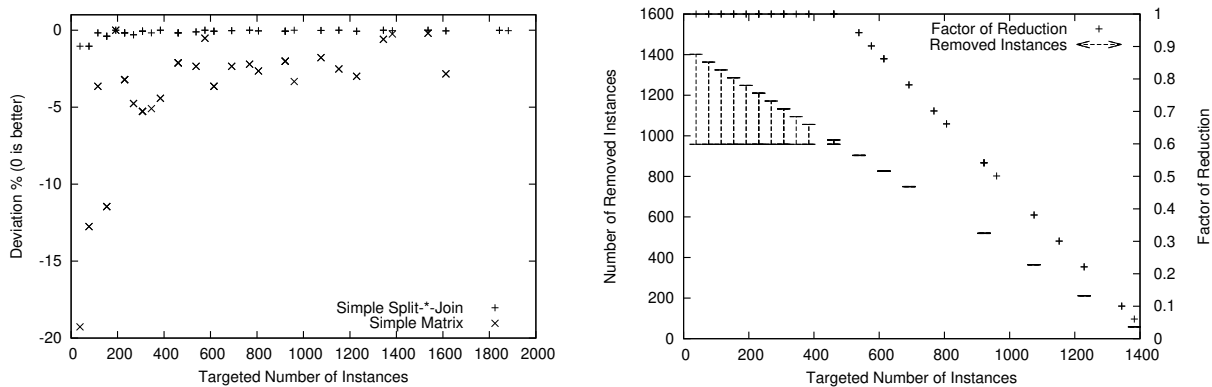 0
-5
-10
-15
-20
Deviation % (0 is better)
Simple Split-*-Join
Simple Matrix
0 200 400 600 800 1000 1200 1400 1600 1800 2000
Targeted Number of Instances
1600
1400
1200
1000
800
600
400
200
0
Number of Removed Instances
Factor of Reduction
Removed Instances
1
0.9
0.8
0.7
0.6
0.5
0.4
0.3
0.2
0.1
0
Factor of Reduction
0 200 400 600 800 1000 1200 1400
Targeted Number of Instances